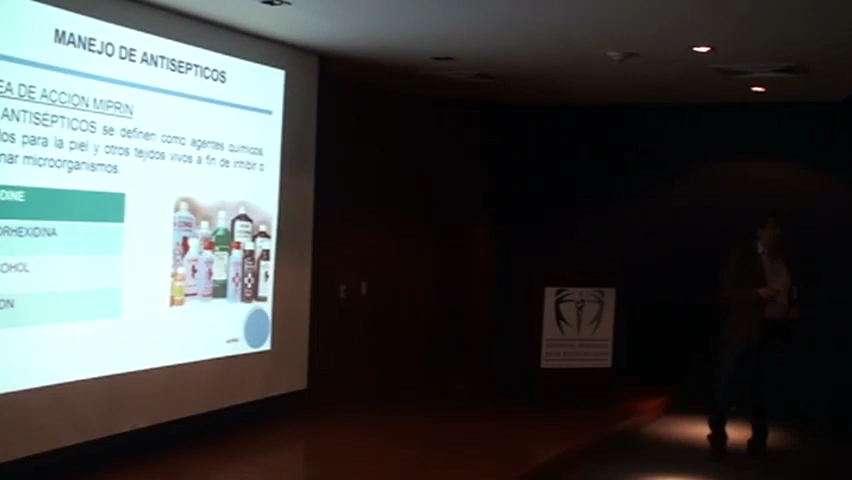 MANEJO DE ANTISEPTICOS
EA DE ACCION MIPRIN
ANTISEPTICOS se definen como agentes químicos
los para la piel y otros tejidos vivos a fin de inhibir o
nar microorganismos.
DINE
ORHEXIDINA
OHOL
ON